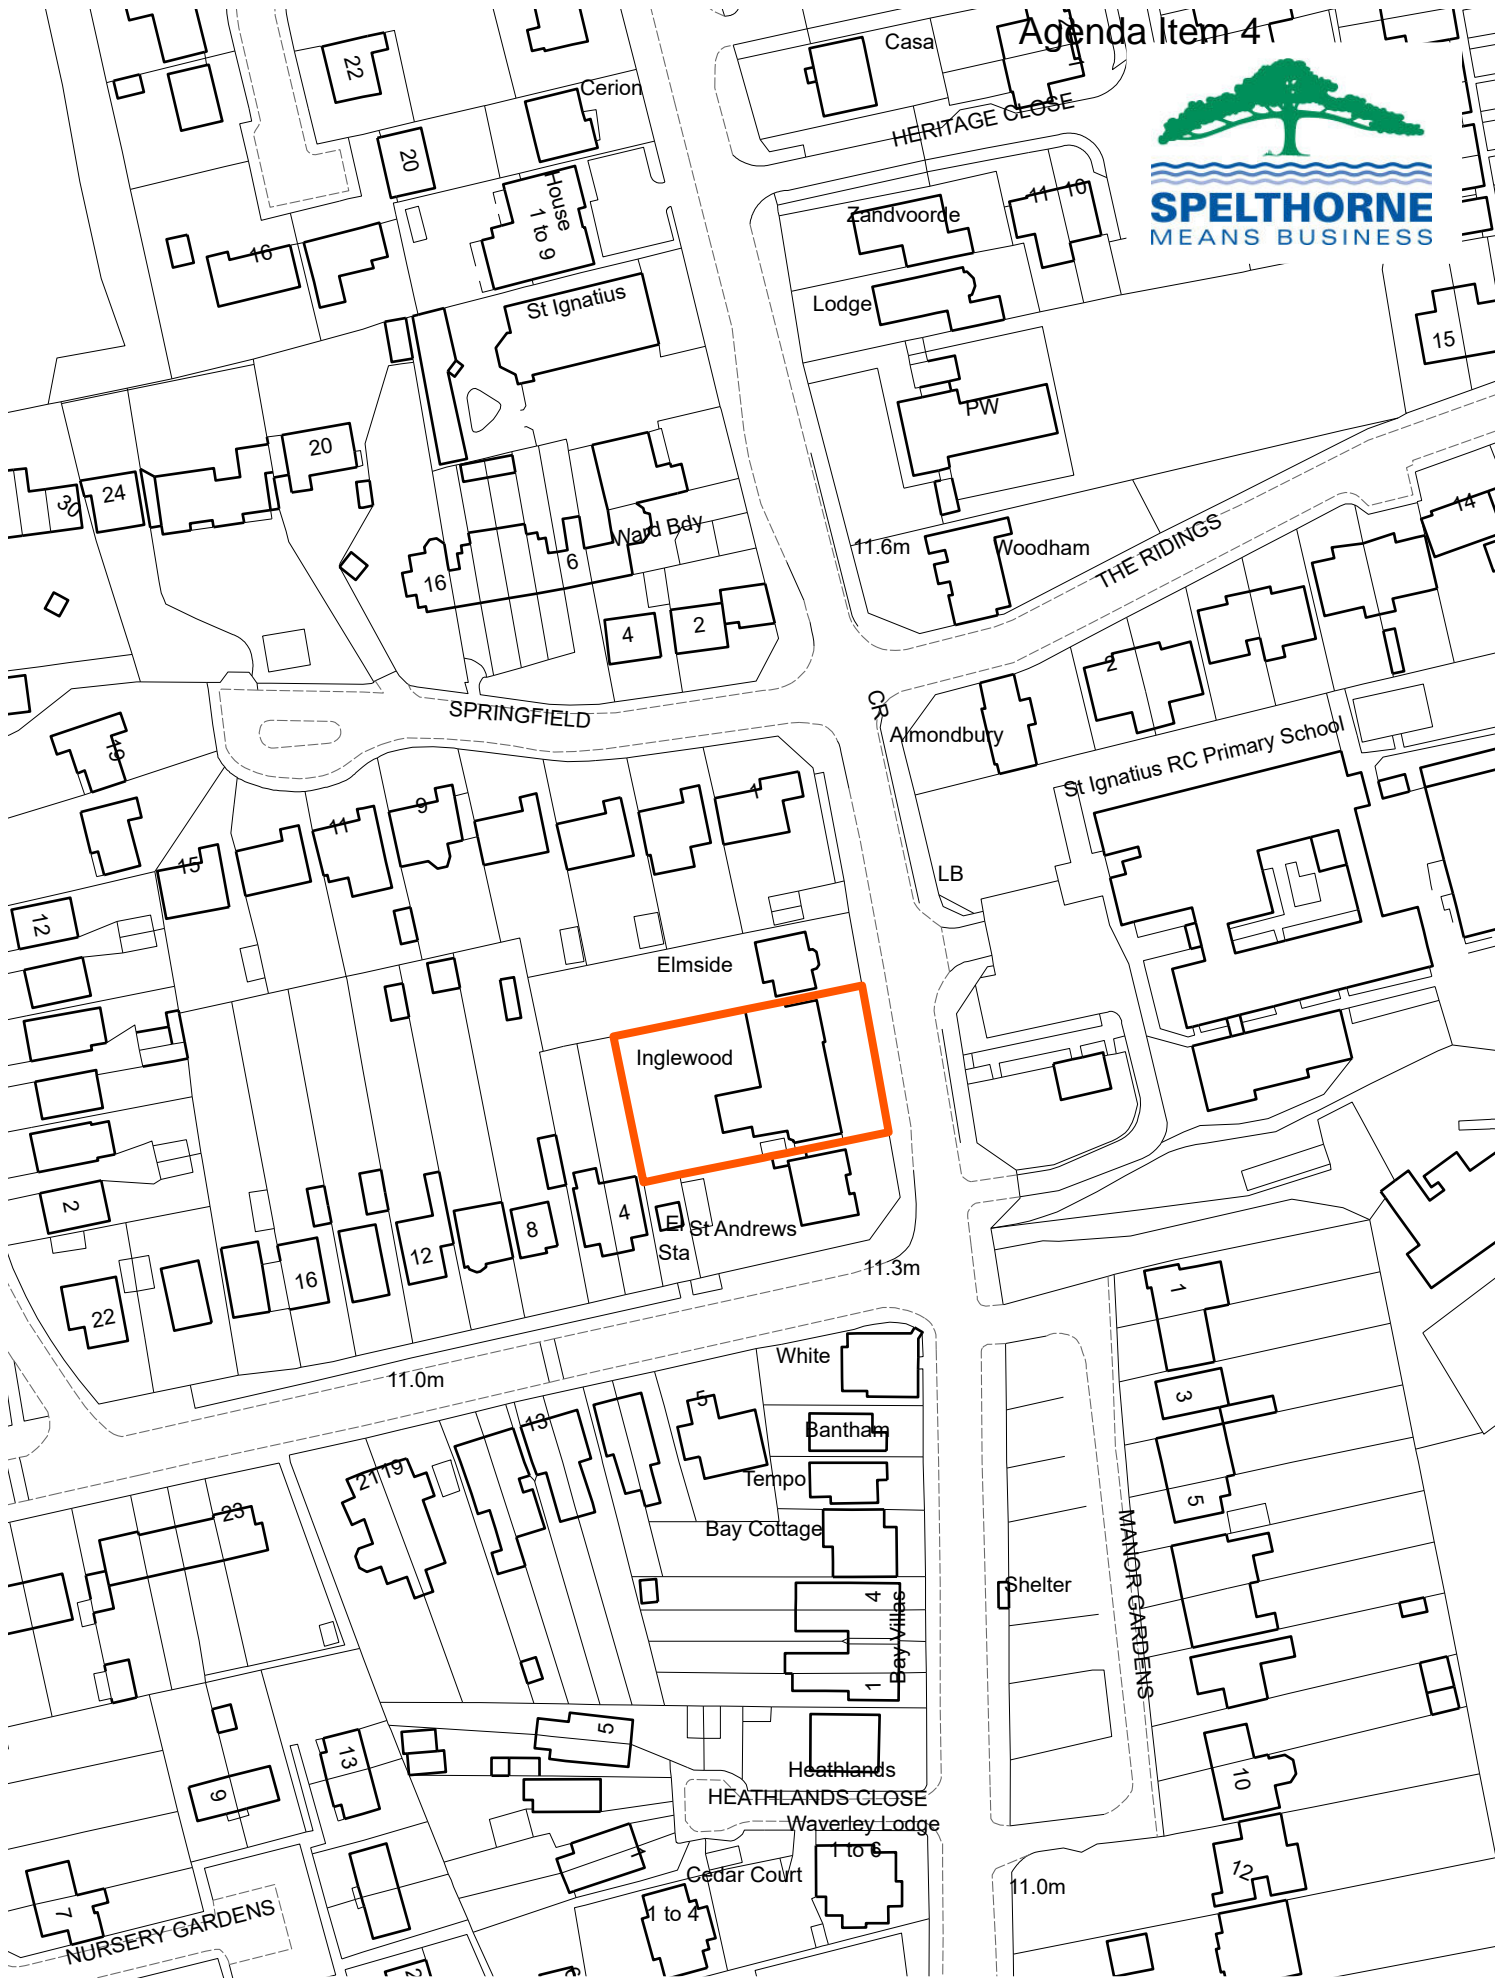 Agenda Item 4
SPELTHORNE
MEANS BUSINESS
Casa
22
Cerion
HERITAGE CLOSE
20
House
1 to 9
Zandvoorde
11
10
16
St Ignatius
Lodge
15
PW
20
24
30
14
Ward Bdy
11.6m
Woodham
THE RIDINGS
16
6
4
2
2
SPRINGFIELD
CR
Almondbury
St Ignatius RC Primary School
19
1
9
11
15
LB
12
Elmside
Inglewood
2
4
El
Sta
St Andrews
8
12
16
22
11.3m
1
White
11.0m
3
5
13
Bantham
2119
Tempo
5
23
Bay Cottage
MANOR GARDENS
Shelter
4
Bay Villas
1
5
13
9
Heathlands
HEATHLANDS CLOSE
10
Waverley Lodge
1 to 6
1
Cedar Court
12
11.0m
7
1 to 4
NURSERY GARDENS